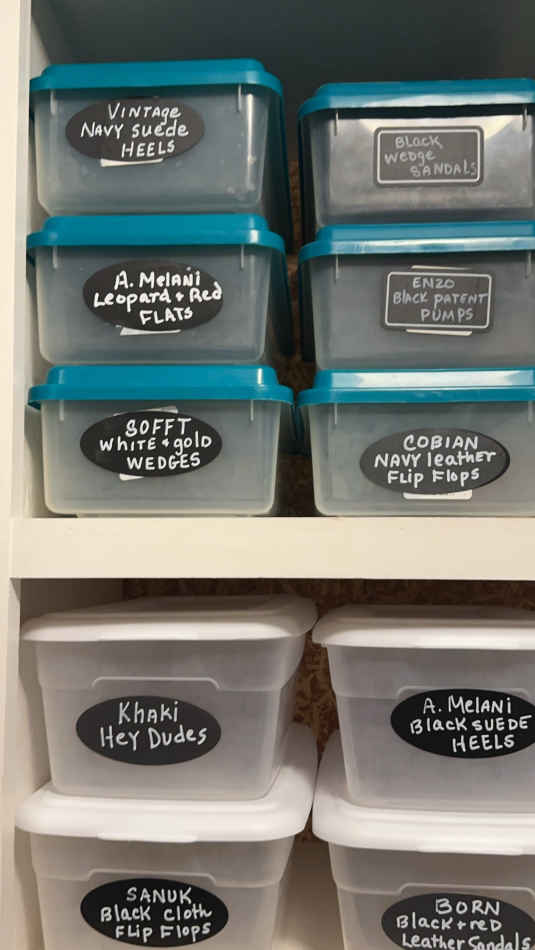 VINTAGE
NAVY suede
HEELS
BLACK
Wedge
SANDALS
A. MELANI
Leopard + Red
FLATS
ENZO
BLACK PATENT
PUMPS
SOFFT
White + gold
WEDGES
COBIAN
NAVY leather
Flip Flops
Khaki
HEY DUDES
A. MELANI
Black SUEDE
HEELS
SANUK
Black Cloth
FLIP FLOPS
BORN
Black + red
Leather Sandals